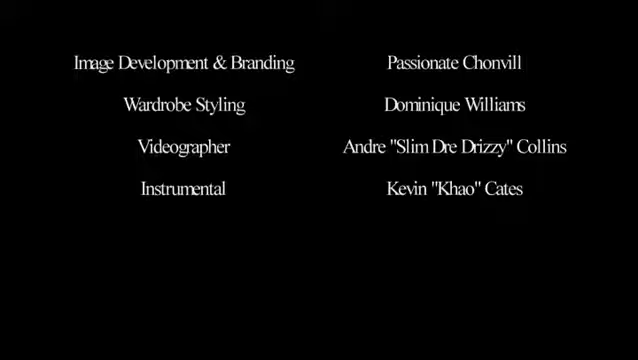 Image Development & Branding Passionate Chonvill
Wardrobe Styling Dominique Williams
Videographer Andre "Slim Dre Drizzy" Collins
Instrumental Kevin "Khao" Cates